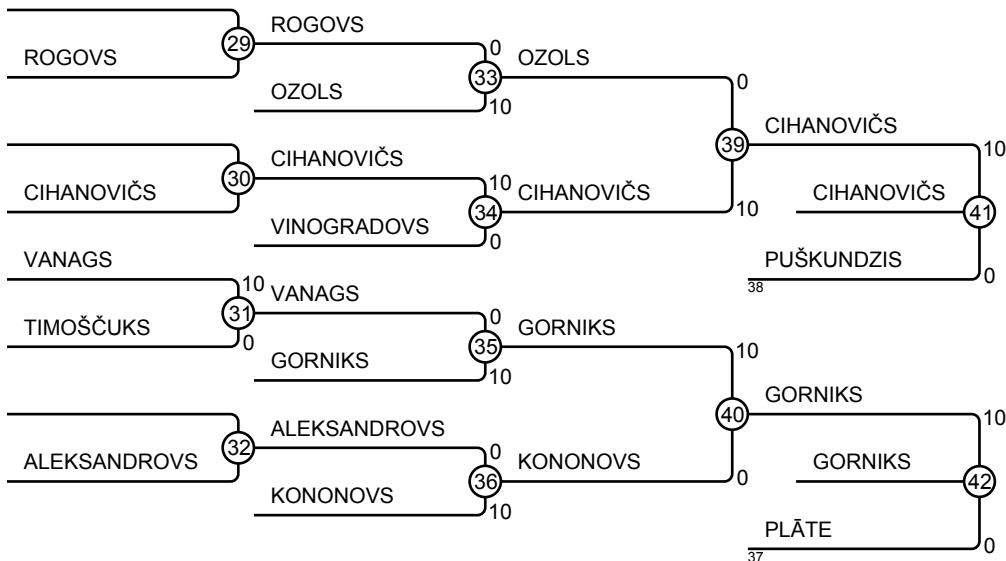 ROGOVS
29
ROGOVS
0
OZOLS
33
10
OZOLS
0
CIHANOVIČS
30
CIHANOVIČS
10
VINOGRADOVS
34
0
CIHANOVIČS
39
10
CIHANOVIČS
10
CIHANOVIČS
41
PUŠKUNDZIS
38
0
VANAGS
10
TIMOŠČUKS
31
0
VANAGS
0
GORNIKS
35
10
GORNIKS
10
ALEKSANDROVS
32
ALEKSANDROVS
0
KONONOVS
36
10
KONONOVS
40
0
GORNIKS
10
GORNIKS
42
PLĀTE
37
0